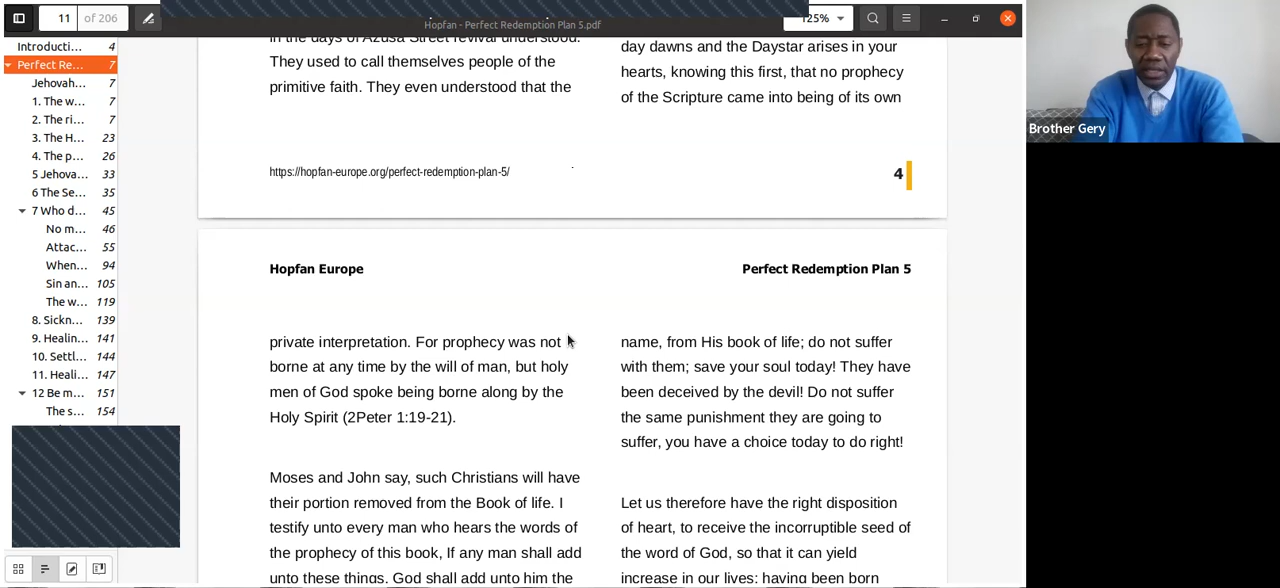 11 of 206
Hopfan - Perfect Redemption Plan 5.pdf
125%
Introducti... 4
Perfect Re... 7
Jehovah... 7
1. The w... 7
2. The ri... 7
3. The H... 23
4. The p... 26
5 Jehova... 33
6 The Se... 35
7 Who d... 45
No m... 46
Attac... 55
When... 94
Sin an... 105
The w... 119
8. Sickn... 139
9. Healin... 141
10. Settl... 144
11. Heali... 147
12 Be m... 151
The s... 154
in the days of Azusa Street revival understood.
They used to call themselves people of the
primitive faith. They even understood that the
day dawns and the Daystar arises in your
hearts, knowing this first, that no prophecy
of the Scripture came into being of its own
https://hopfan-europe.org/perfect-redemption-plan-5/
4
Hopfan Europe
Perfect Redemption Plan 5
private interpretation. For prophecy was not
borne at any time by the will of man, but holy
men of God spoke being borne along by the
Holy Spirit (2Peter 1:19-21).
Moses and John say, such Christians will have
their portion removed from the Book of life. I
testify unto every man who hears the words of
the prophecy of this book, If any man shall add
unto these things, God shall add unto him the
name, from His book of life; do not suffer
with them; save your soul today! They have
been deceived by the devil! Do not suffer
the same punishment they are going to
suffer, you have a choice today to do right!
Let us therefore have the right disposition
of heart, to receive the incorruptible seed of
the word of God, so that it can yield
increase in our lives: having been born
Brother Gery